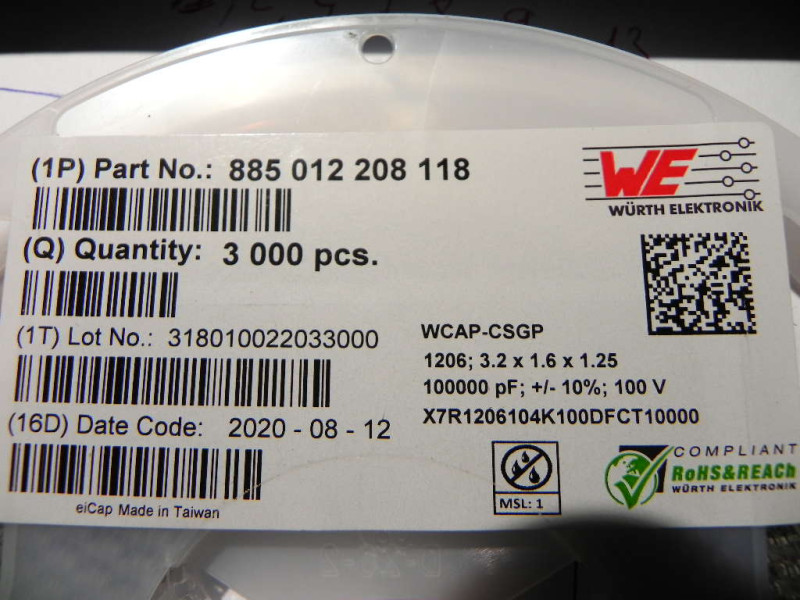 (1P) Part No.: 885 012 208 118
WE
WÜRTH ELEKTRONIK
(Q) Quantity: 3 000 pcs.
(1T) Lot No.: 318010022033000
WCAP-CSGP
1206; 3.2 x 1.6 x 1.25
100000 pF; +/- 10%; 100 V
X7R1206104K100DFCT10000
(16D) Date Code: 2020 - 08 - 12
MSL: 1
COMPLIANT
RoHS&REACh
WÜRTH ELEKTRONIK
eiCap Made in Taiwan